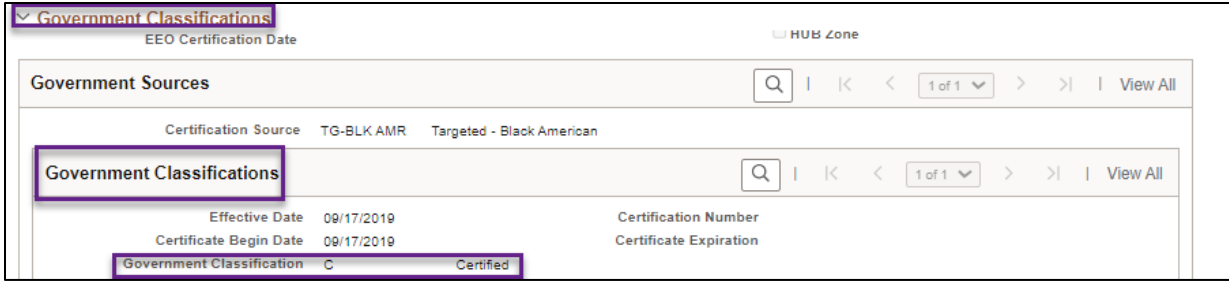 Government Classifications
EEO Certification Date HUB Zone
Government Sources 1 of 1 View All
Certification Source TG-BLK AMR Targeted - Black American
Government Classifications 1 of 1 View All
Effective Date 09/17/2019 Certification Number
Certificate Begin Date 09/17/2019 Certificate Expiration
Government Classification C Certified